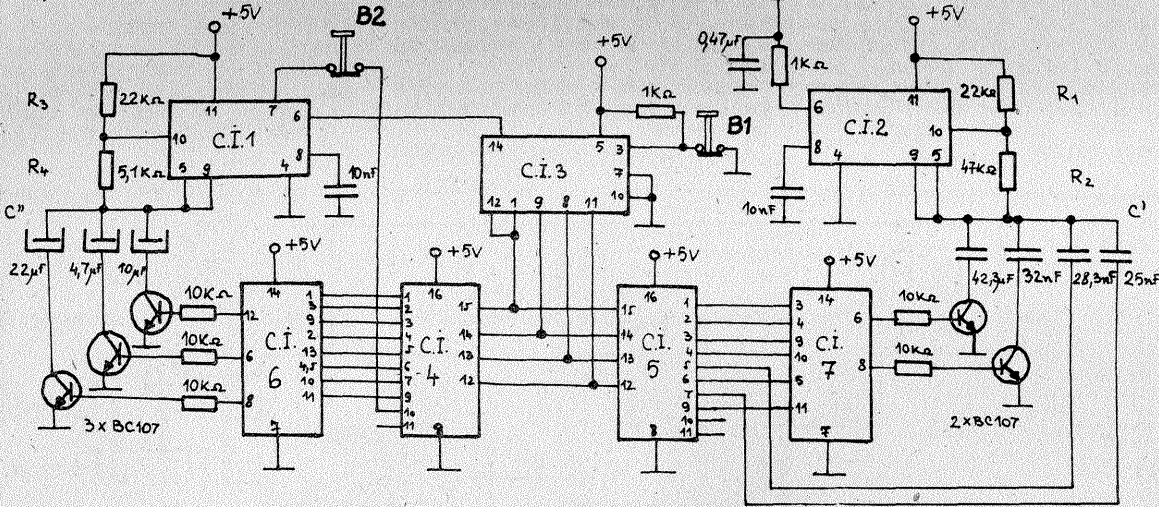 +5V
B2
+5V
1KΩ
B1
0,47µF
1KΩ
+5V
R3
22KΩ
11
7
10
C.İ.1
6
5
9
4
8
R4
5,1KΩ
10nF
14
5
3
C.İ.3
7
10
12
1
9
8
11
6
11
22KΩ
R1
C.İ.2
10
8
4
9
5
47KΩ
R2
10nF
C'
C"
22µF
4,7µF
10µF
42,3µF
32nF
28,3nF
25nF
+5V
+5V
+5V
+5V
10KΩ
10KΩ
10KΩ
3xBC107
14
12
6
8
C.İ.
6
7
1
3
9
2
13
4,5
10
11
16
1
2
3
4
5
6
7
9
10
11
C.İ.
4
8
15
14
13
12
16
15
14
13
12
C.İ.
5
8
1
2
3
4
5
6
7
9
10
11
14
3
4
9
10
5
11
C.İ.
7
7
6
8
10KΩ
10KΩ
2xBC107